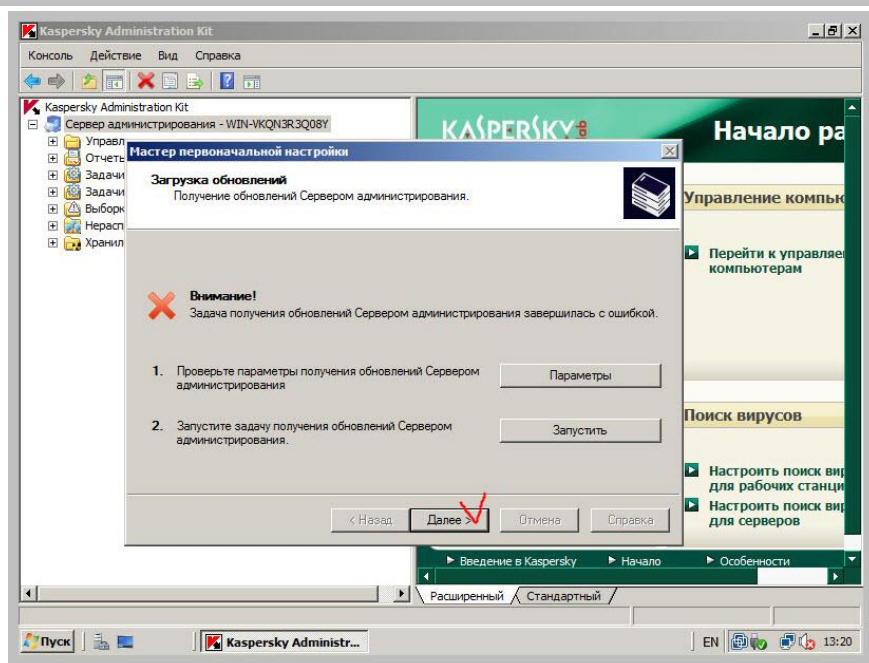 Kaspersky Administration Kit
Консоль Действие Вид Справка
Kaspersky Administration Kit
Сервер администрирования - WIN-VKQN3R3Q08Y
Управл
Отчеть
Задачи
Задачи
Выборк
Нерасп
Хранил
KASPERSKY
Начало ра
Управление компьк
Перейти к управляе
компьютерам
Поиск вирусов
Настроить поиск вир
для рабочих станци
Настроить поиск вир
для серверов
Введение в Kaspersky Начало Особенности
Мастер первоначальной настройки
Загрузка обновлений
Получение обновлений Сервером администрирования.
Внимание!
Задача получения обновлений Сервером администрирования завершилась с ошибкой.
1. Проверьте параметры получения обновлений Сервером
администрирования
Параметры
2. Запустите задачу получения обновлений Сервером
администрирования.
Запустить
< Назад Далее > Отмена Справка
Расширенный Стандартный
Пуск Kaspersky Administr... EN 13:20